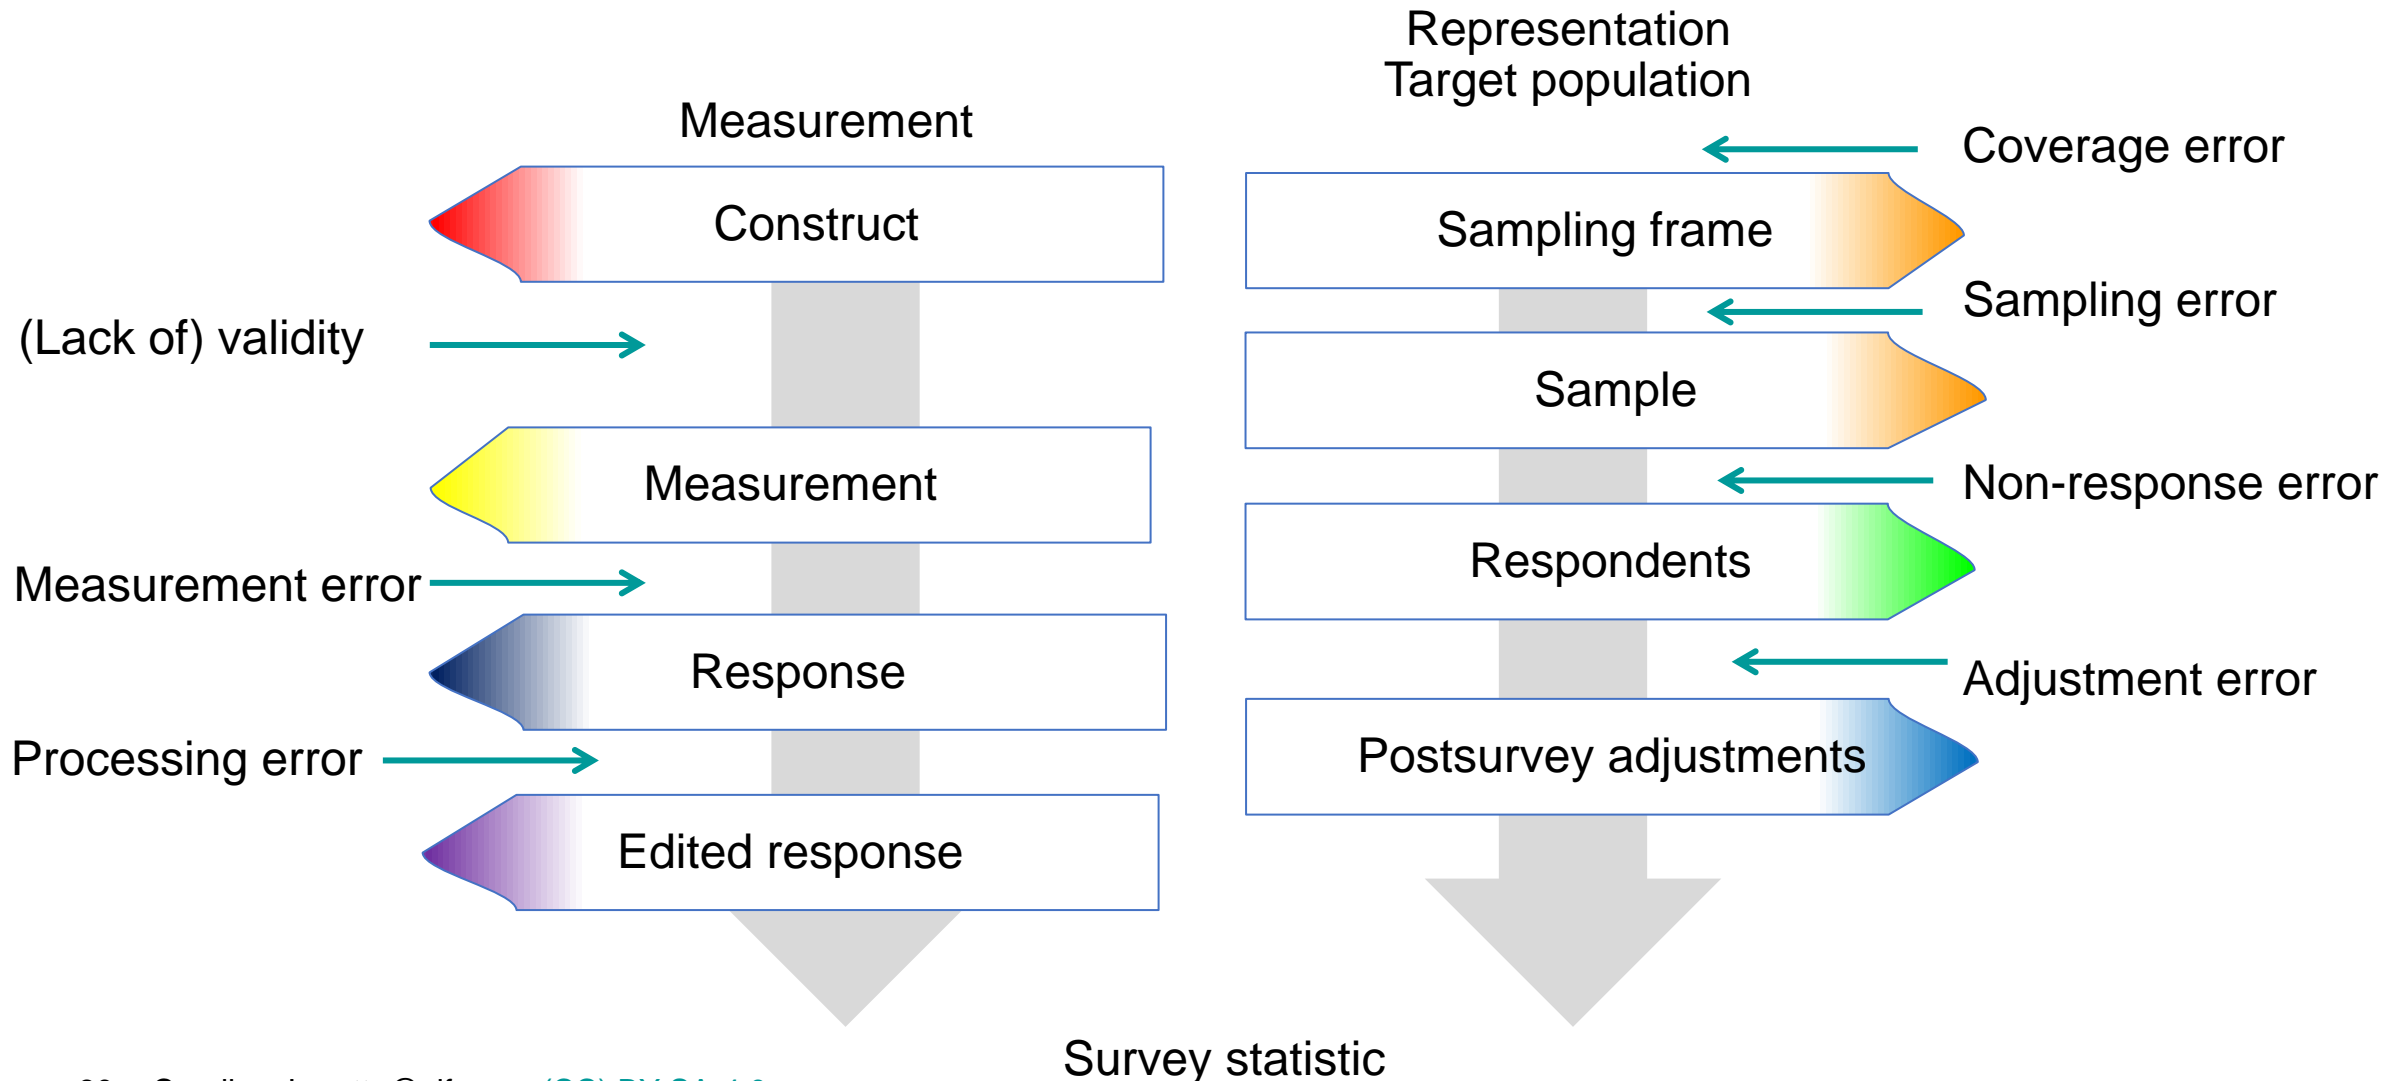 Representation
Target population
Measurement
Coverage error
Construct
Sampling frame
Sampling error
(Lack of) validity
Sample
Measurement
Non-response error
Respondents
Measurement error
Response
Adjustment error
Processing error
Postsurvey adjustments
Edited response
Survey statistic